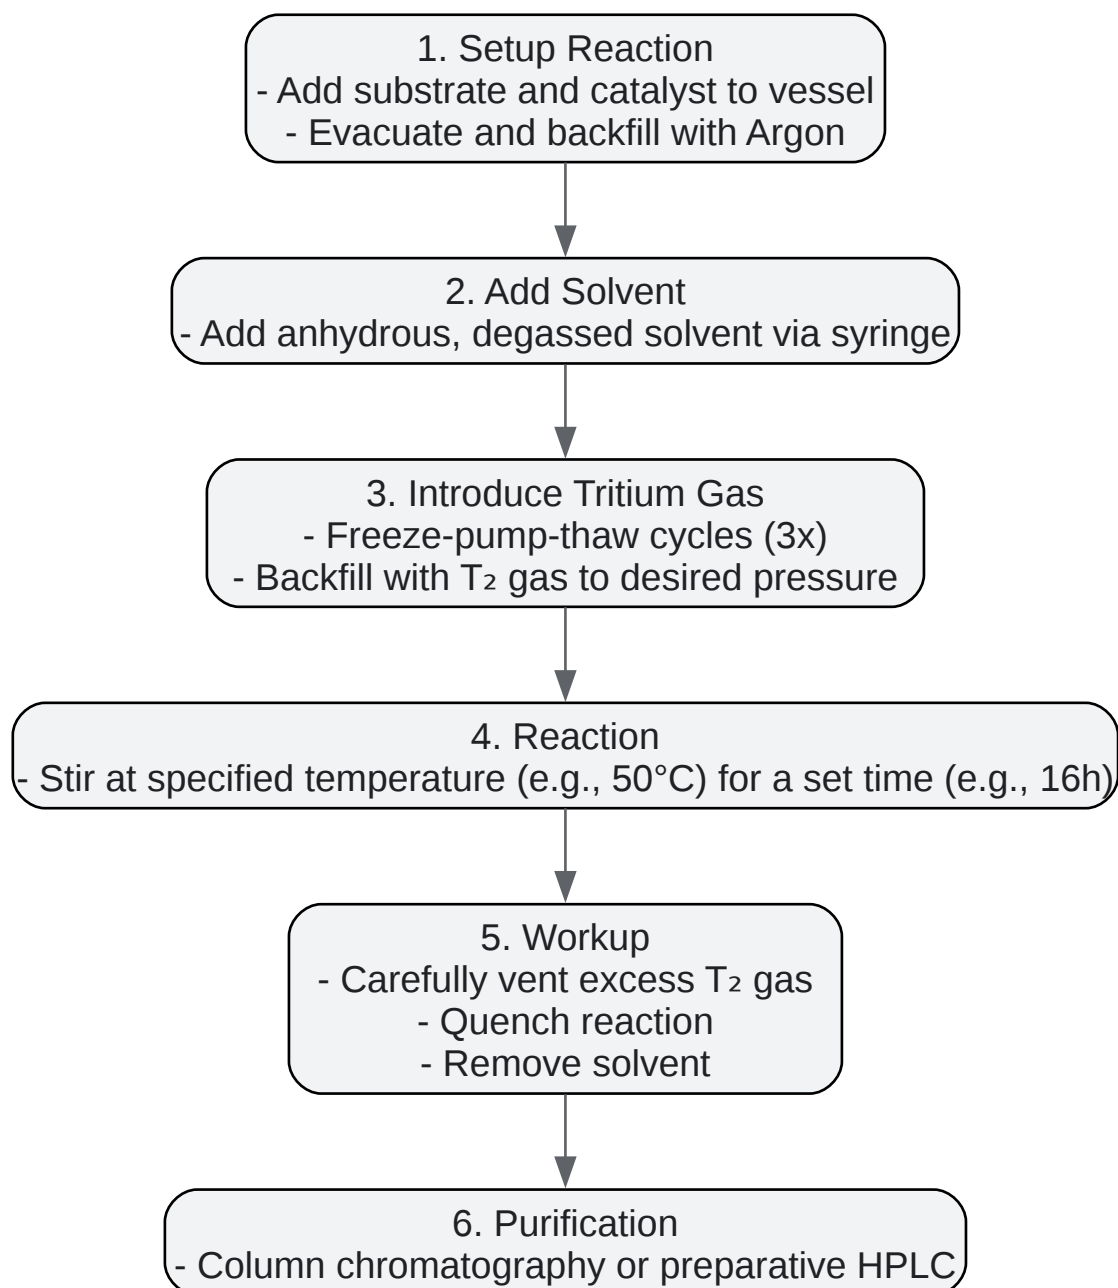 1. Setup Reaction
- Add substrate and catalyst to vessel
- Evacuate and backfill with Argon
2. Add Solvent
- Add anhydrous, degassed solvent via syringe
3. Introduce Tritium Gas
- Freeze-pump-thaw cycles (3x)
- Backfill with T₂ gas to desired pressure
4. Reaction
- Stir at specified temperature (e.g., 50°C) for a set time (e.g., 16h)
5. Workup
- Carefully vent excess T₂ gas
- Quench reaction
- Remove solvent
6. Purification
- Column chromatography or preparative HPLC